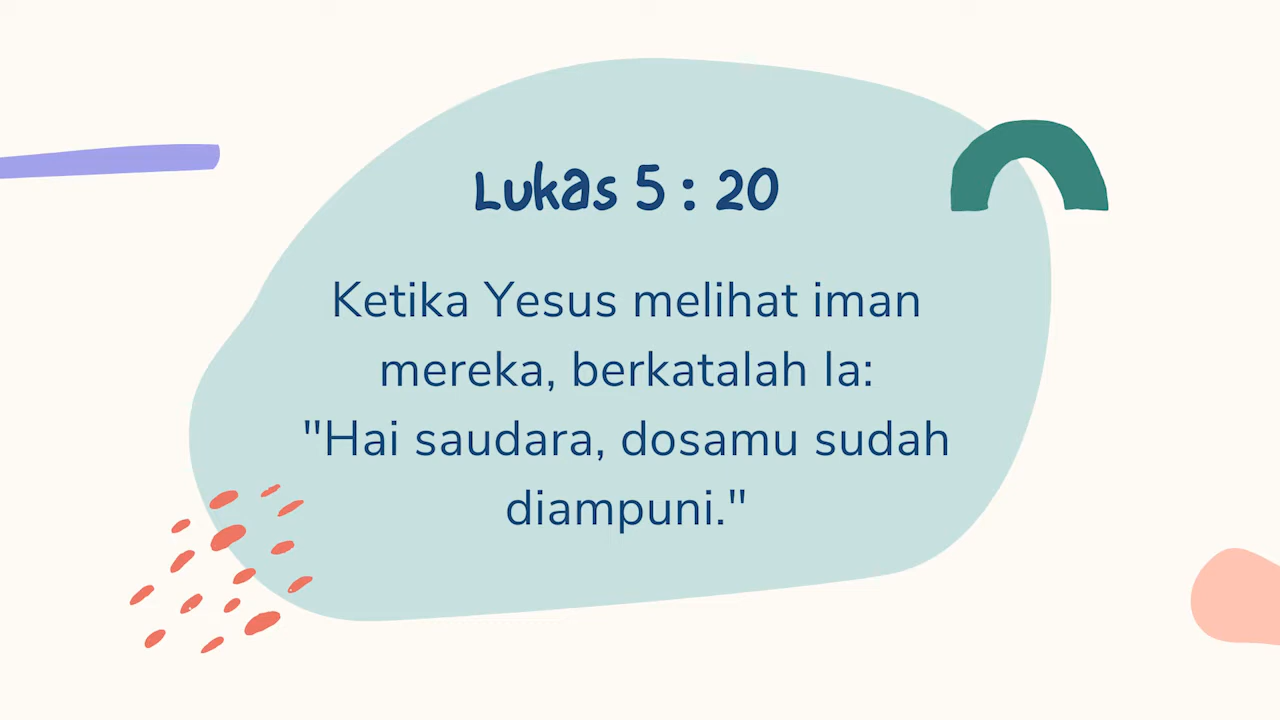 Lukas 5 : 20
Ketika Yesus melihat iman
mereka, berkatalah Ia:
"Hai saudara, dosamu sudah
diampuni."